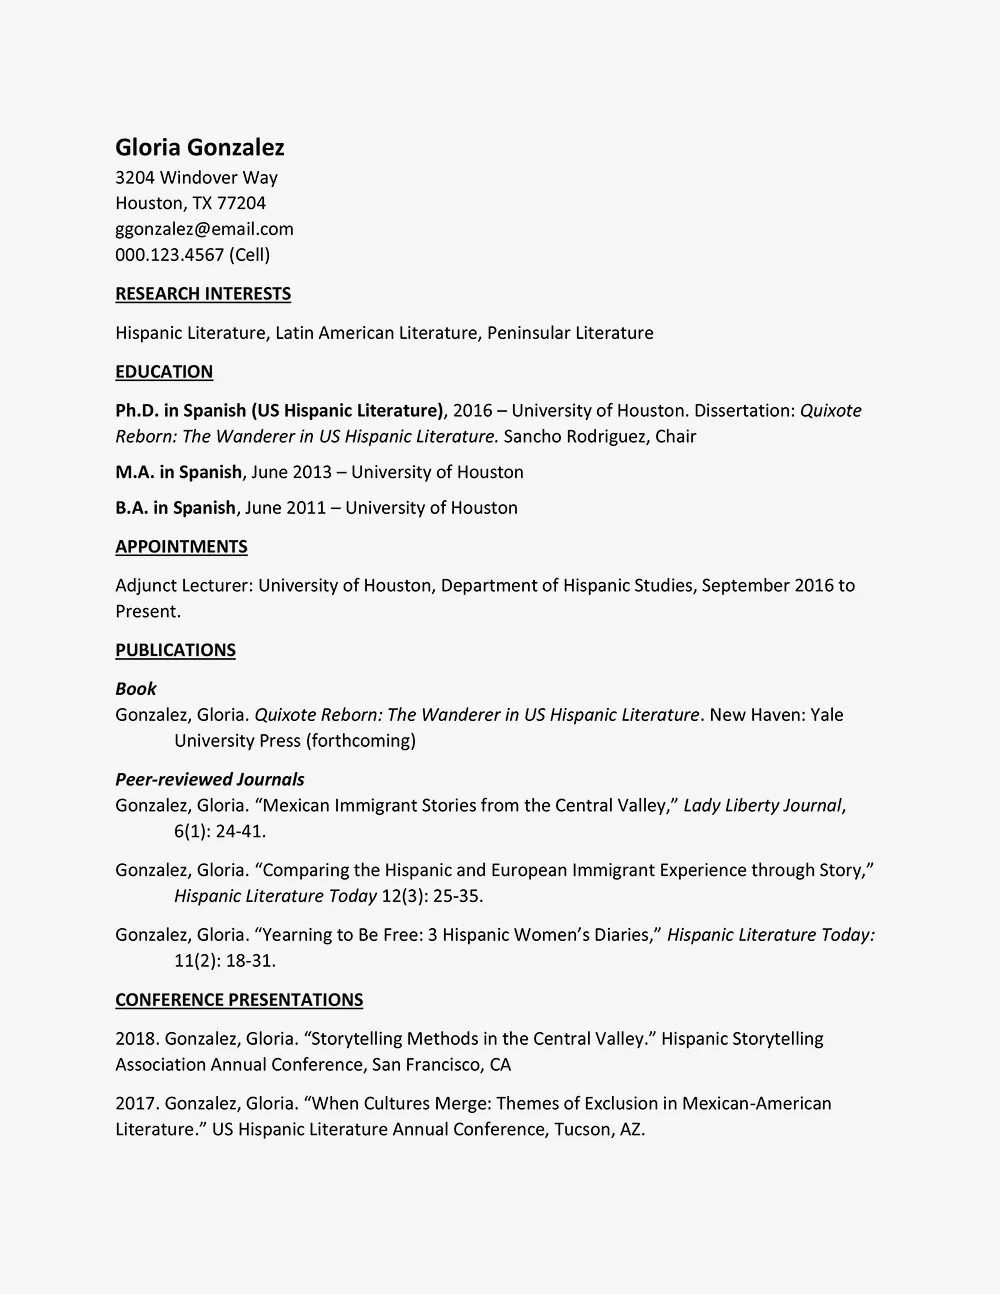 Gloria Gonzalez
3204 Windover Way
Houston, TX 77204
ggonzalez@email.com
000.123.4567 (Cell)
RESEARCH INTERESTS
Hispanic Literature, Latin American Literature, Peninsular Literature
EDUCATION
Ph.D. in Spanish (US Hispanic Literature), 2016 – University of Houston. Dissertation: Quixote
Reborn: The Wanderer in US Hispanic Literature. Sancho Rodriguez, Chair
M.A. in Spanish, June 2013 – University of Houston
B.A. in Spanish, June 2011 – University of Houston
APPOINTMENTS
Adjunct Lecturer: University of Houston, Department of Hispanic Studies, September 2016 to
Present.
PUBLICATIONS
Book
Gonzalez, Gloria. Quixote Reborn: The Wanderer in US Hispanic Literature. New Haven: Yale
University Press (forthcoming)
Peer-reviewed Journals
Gonzalez, Gloria. “Mexican Immigrant Stories from the Central Valley,” Lady Liberty Journal,
6(1): 24-41.
Gonzalez, Gloria. “Comparing the Hispanic and European Immigrant Experience through Story,”
Hispanic Literature Today 12(3): 25-35.
Gonzalez, Gloria. “Yearning to Be Free: 3 Hispanic Women’s Diaries,” Hispanic Literature Today:
11(2): 18-31.
CONFERENCE PRESENTATIONS
2018. Gonzalez, Gloria. “Storytelling Methods in the Central Valley.” Hispanic Storytelling
Association Annual Conference, San Francisco, CA
2017. Gonzalez, Gloria. “When Cultures Merge: Themes of Exclusion in Mexican-American
Literature.” US Hispanic Literature Annual Conference, Tucson, AZ.